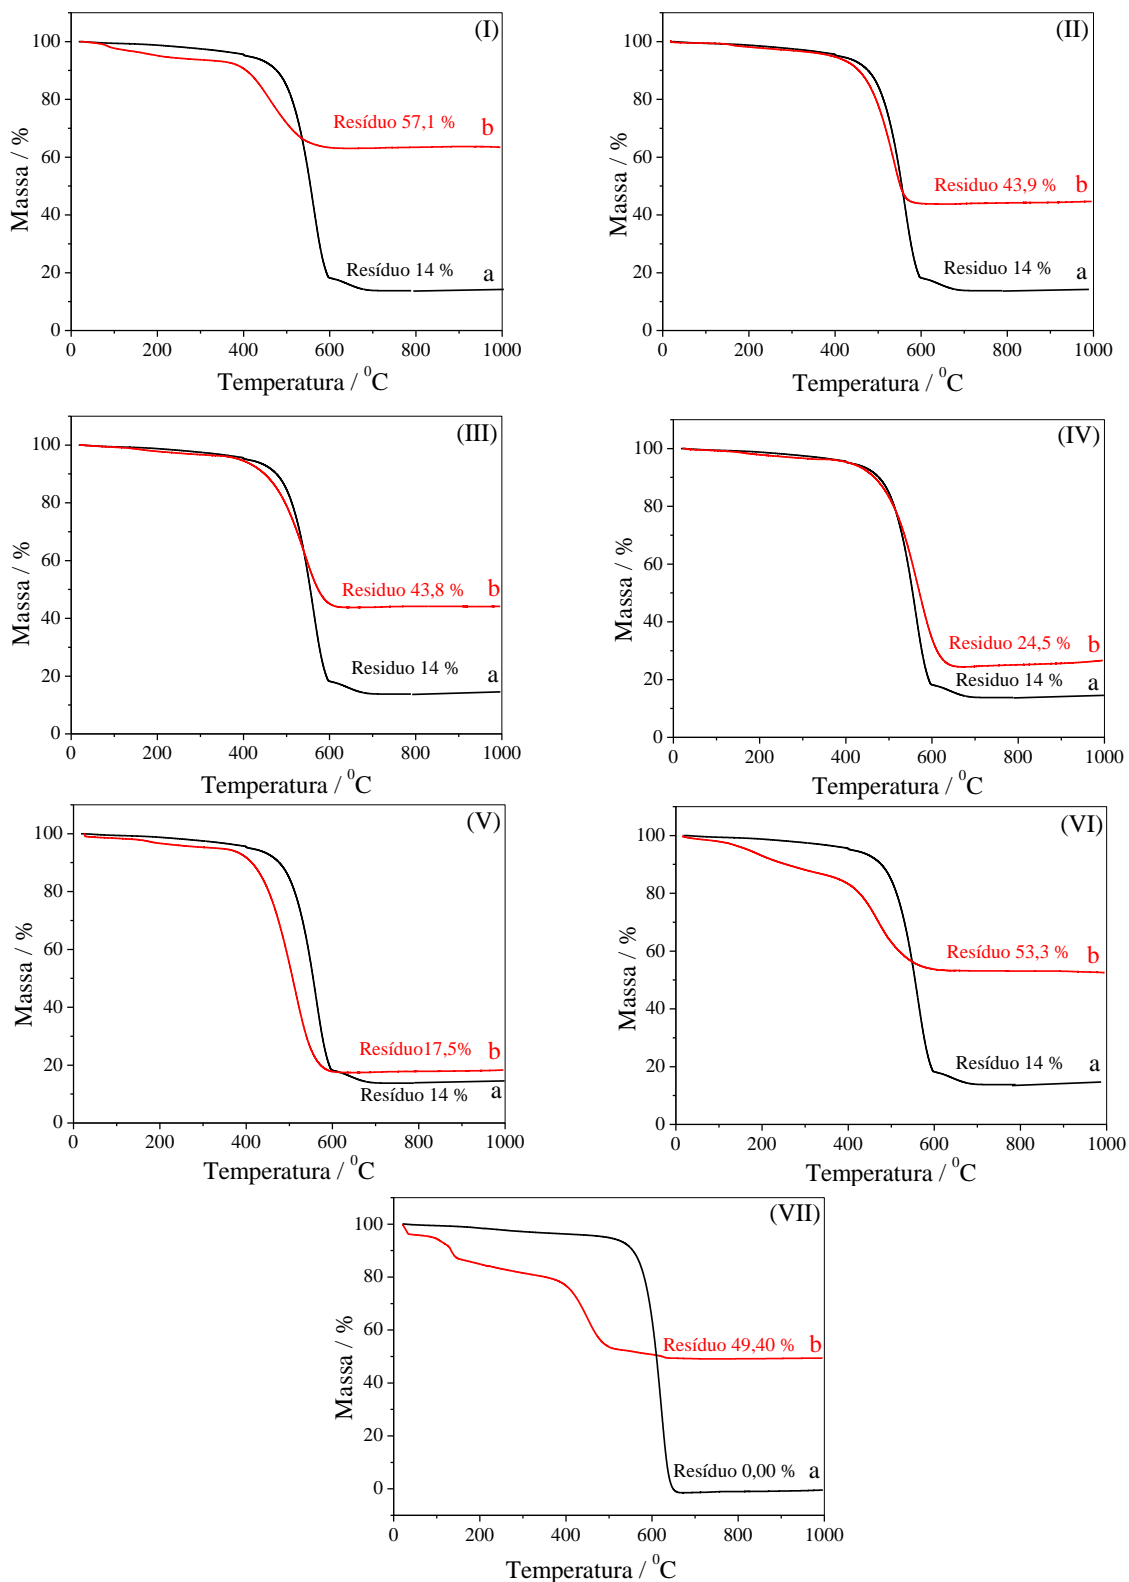 (I)
100
80
60
40
20
0
Massa / %
Resíduo 57,1 %
b
Resíduo 14 %
a
0 200 400 600 800 1000
Temperatura / ⁰C
(II)
100
80
60
40
20
0
Massa / %
Residuo 43,9 %
b
Residuo 14 %
a
0 200 400 600 800 1000
Temperatura / ⁰C
(III)
100
80
60
40
20
0
Massa / %
Residuo 43,8 %
b
Residuo 14 %
a
0 200 400 600 800 1000
Temperatura / ⁰C
(IV)
100
80
60
40
20
0
Massa / %
Residuo 24,5 %
b
Residuo 14 %
a
0 200 400 600 800 1000
Temperatura / ⁰C
(V)
100
80
60
40
20
0
Massa / %
Resíduo17,5%
b
Resíduo 14 %
a
0 200 400 600 800 1000
Temperatura / ⁰C
(VI)
100
80
60
40
20
0
Massa / %
Resíduo 53,3 %
b
Resíduo 14 %
a
0 200 400 600 800 1000
Temperatura / ⁰C
(VII)
100
80
60
40
20
0
Massa / %
Resíduo 49,40 %
b
Resíduo 0,00 %
a
0 200 400 600 800 1000
Temperatura / ⁰C